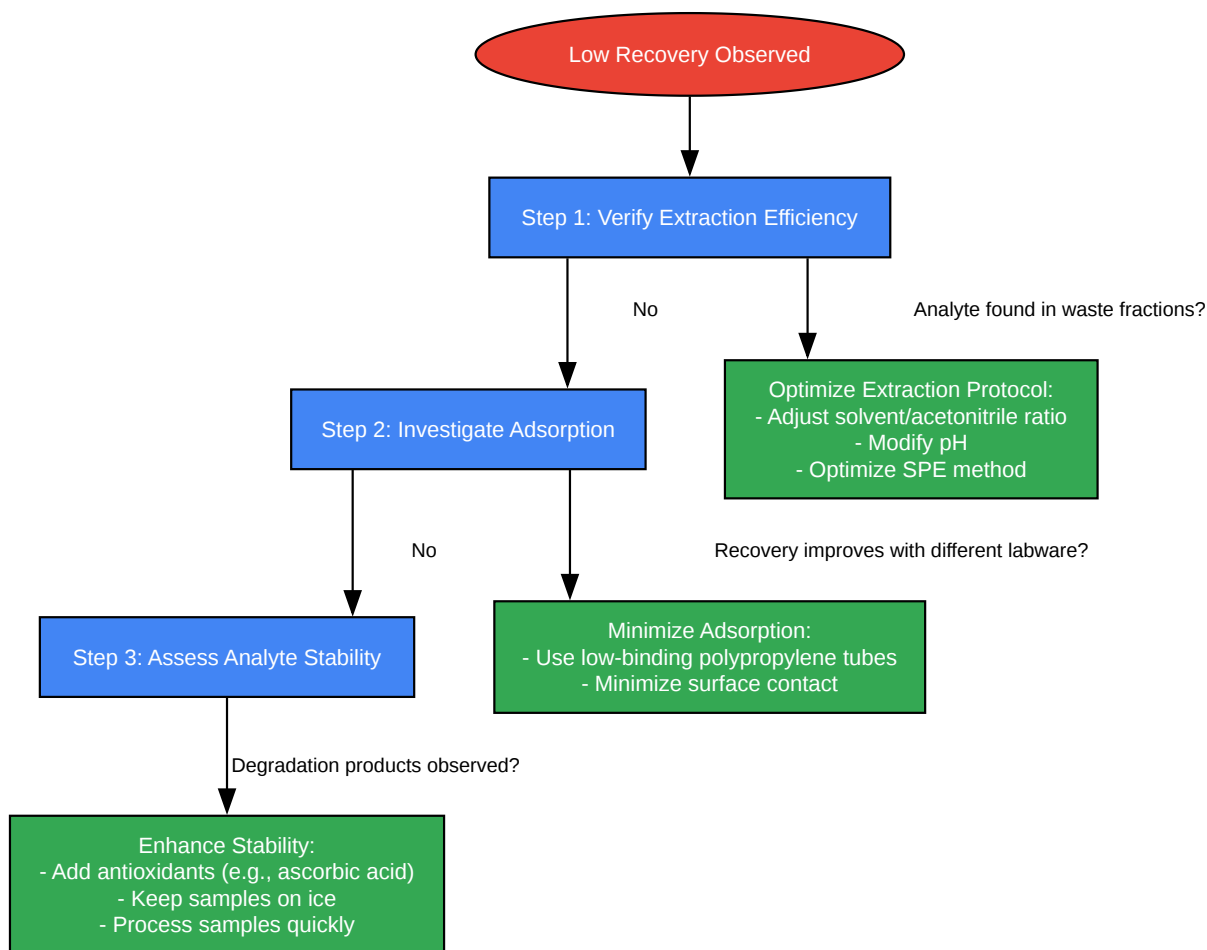 Low Recovery Observed
Step 1: Verify Extraction Efficiency
No
Analyte found in waste fractions?
Optimize Extraction Protocol:
- Adjust solvent/acetonitrile ratio
- Modify pH
- Optimize SPE method
Step 2: Investigate Adsorption
No
Recovery improves with different labware?
Minimize Adsorption:
- Use low-binding polypropylene tubes
- Minimize surface contact
Step 3: Assess Analyte Stability
Degradation products observed?
Enhance Stability:
- Add antioxidants (e.g., ascorbic acid)
- Keep samples on ice
- Process samples quickly